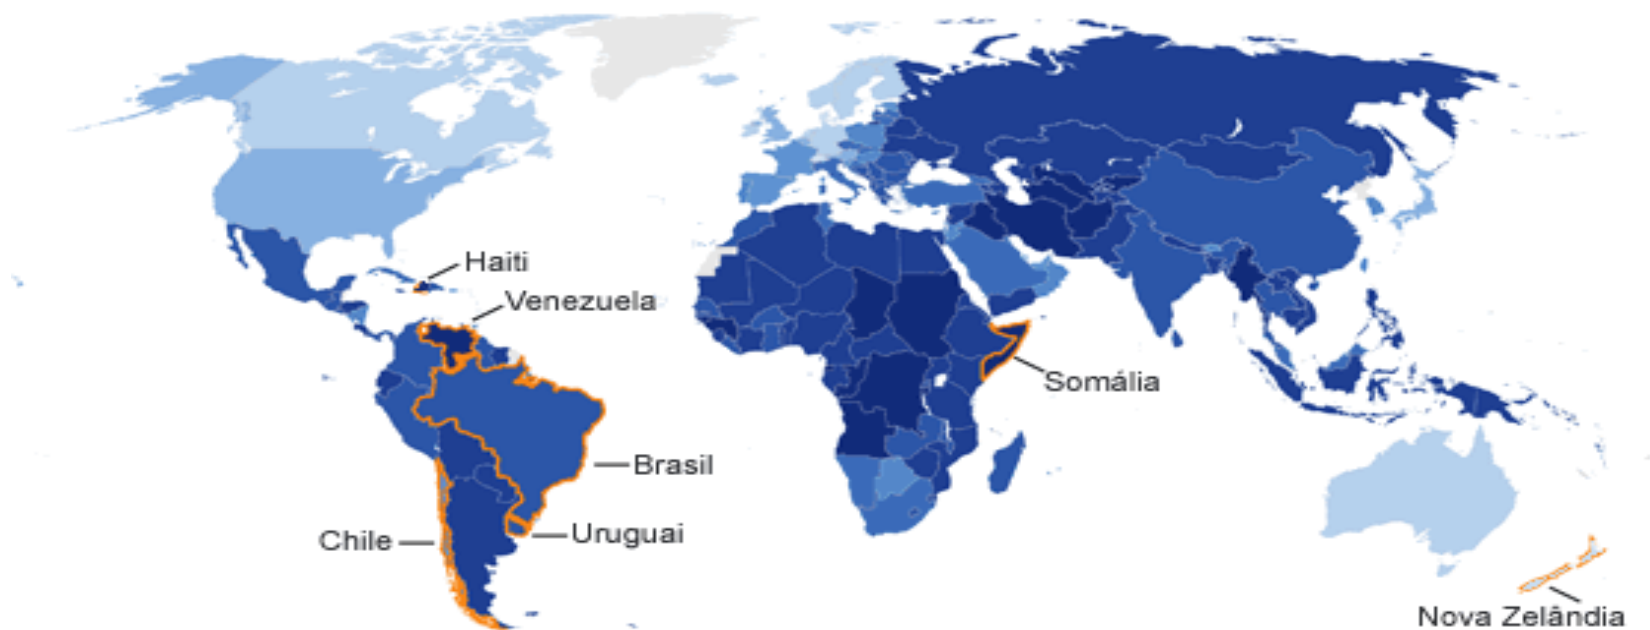 Haiti
Venezuela
Somália
Brasil
Chile
Uruguai
Nova Zelândia